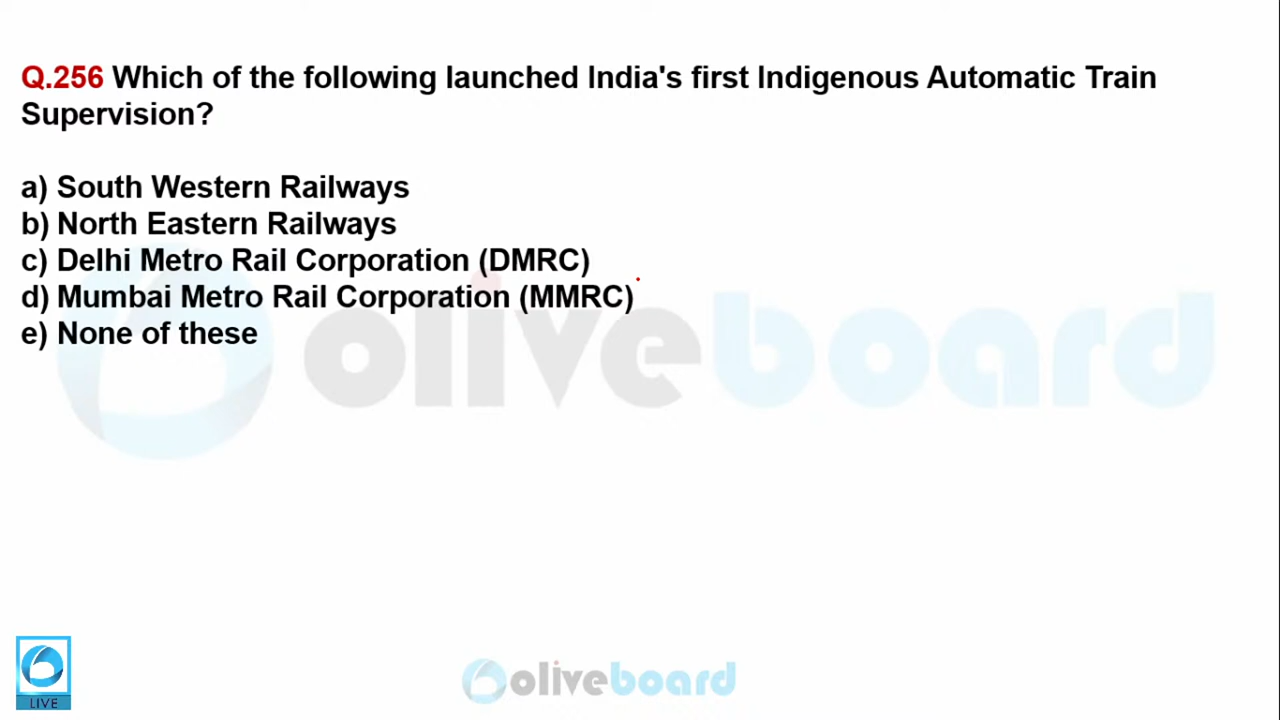 Q.256 Which of the following launched India's first Indigenous Automatic Train
Supervision?
a) South Western Railways
b) North Eastern Railways
c) Delhi Metro Rail Corporation (DMRC)
d) Mumbai Metro Rail Corporation (MMRC)
e) None of these
oliveboard
LIVE
oliveboard